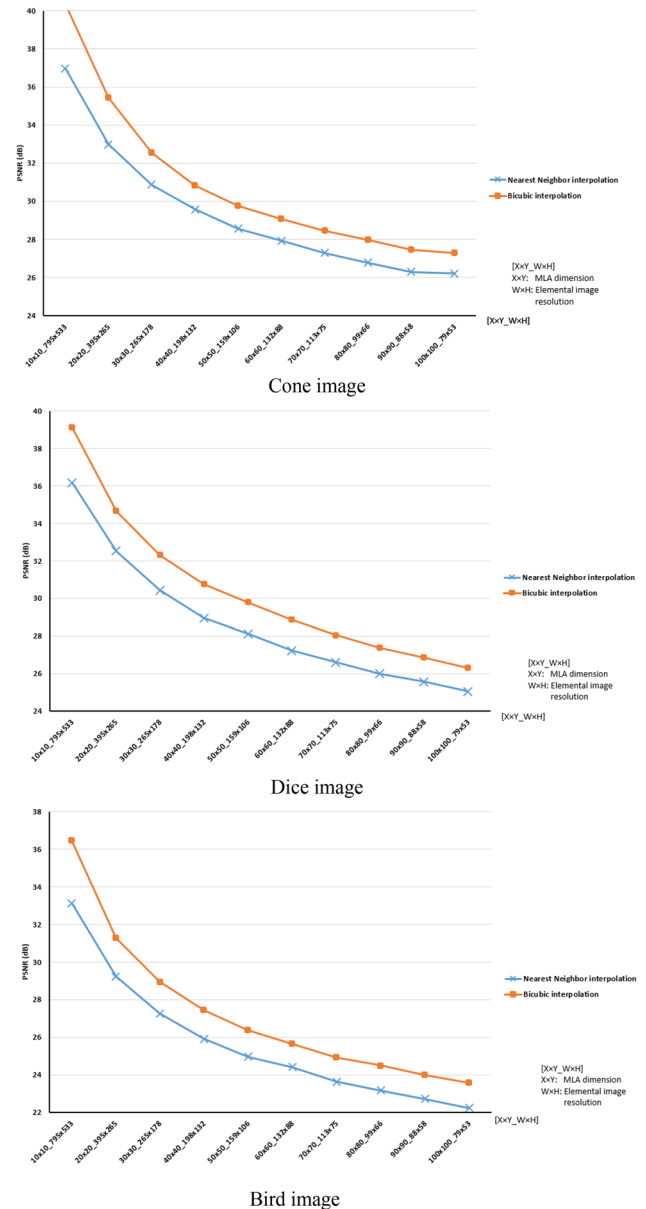 40
38
36
34
32
30
28
26
24
PSNR (dB)
Nearest Neighbor interpolation
Bicubic interpolation
[X×Y_W×H]
X×Y: MLA dimension
W×H: Elemental image
resolution
[X×Y_W×H]
10x10_795x533
20x20_395x265
30x30_265x178
40x40_198x132
50x50_159x106
60x60_132x88
70x70_113x75
80x80_99x66
90x90_88x58
100x100_79x53
Cone image
40
38
36
34
32
30
28
26
24
PSNR (dB)
Nearest Neighbor interpolation
Bicubic interpolation
[X×Y_W×H]
X×Y: MLA dimension
W×H: Elemental image
resolution
[X×Y_W×H]
10x10_795x533
20x20_395x265
30x30_265x178
40x40_198x132
50x50_159x106
60x60_132x88
70x70_113x75
80x80_99x66
90x90_88x58
100x100_79x53
Dice image
38
36
34
32
30
28
26
24
22
PSNR (dB)
Nearest Neighbor interpolation
Bicubic interpolation
[X×Y_W×H]
X×Y: MLA dimension
W×H: Elemental image
resolution
[X×Y_W×H]
10x10_795x533
20x20_395x265
30x30_265x178
40x40_198x132
50x50_159x106
60x60_132x88
70x70_113x75
80x80_99x66
90x90_88x58
100x100_79x53
Bird image